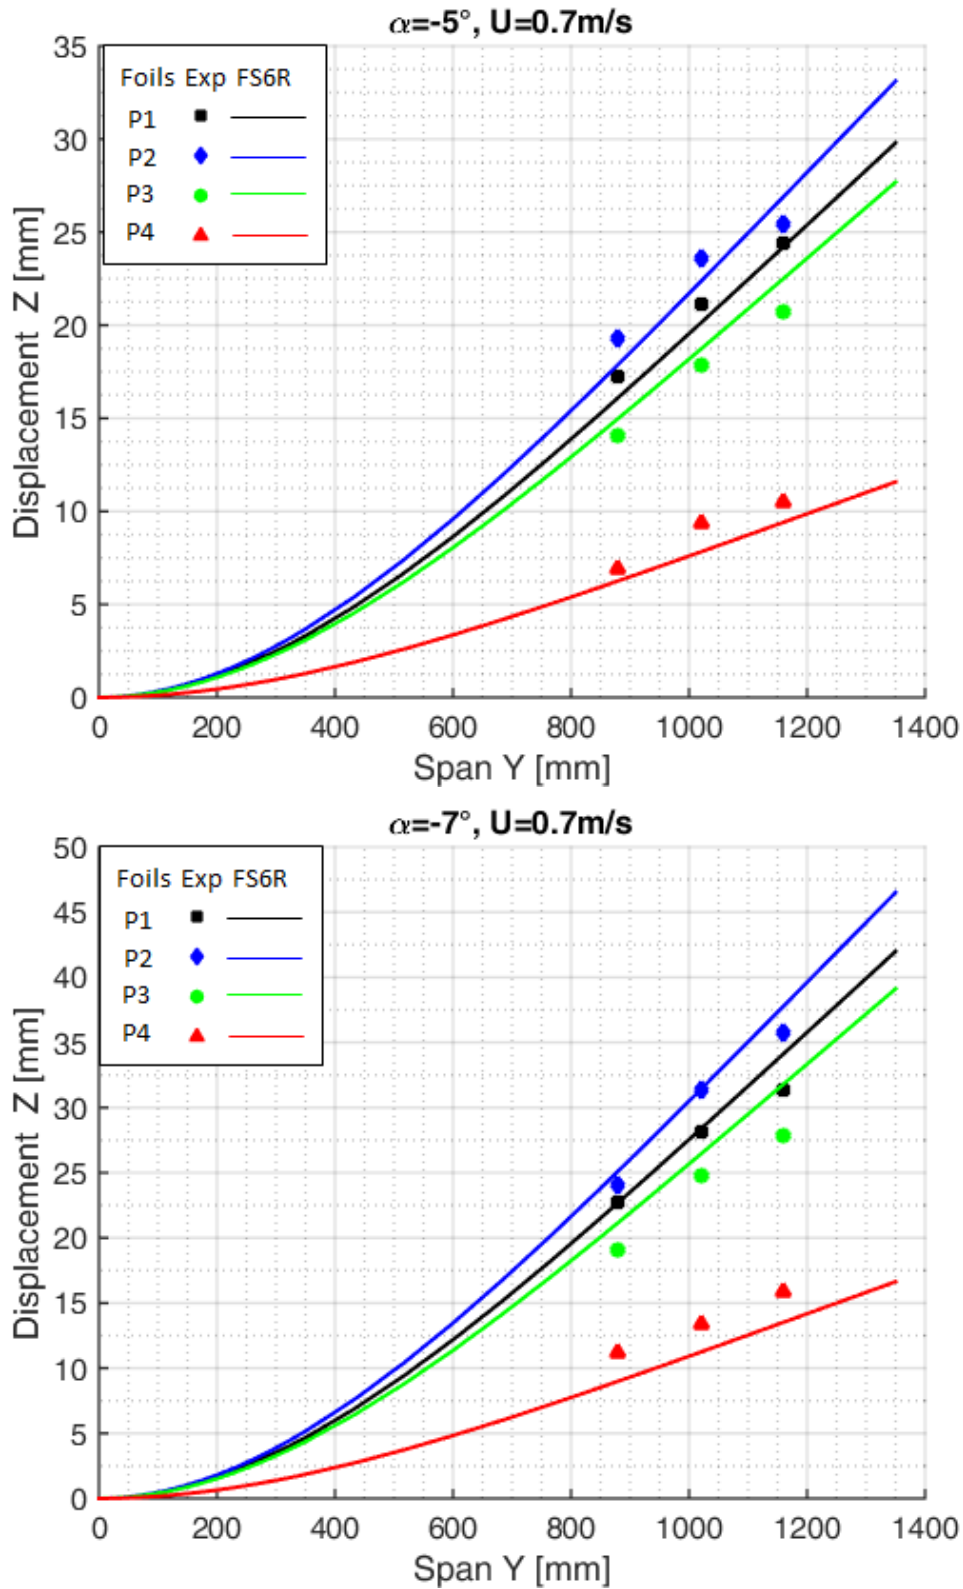 α=-5°, U=0.7m/s
35
30
25
20
15
10
5
0
Displacement Z [mm]
Foils Exp FS6R
P1
P2
P3
P4
0 200 400 600 800 1000 1200 1400
Span Y [mm]
α=-7°, U=0.7m/s
50
45
40
35
30
25
20
15
10
5
0
Displacement Z [mm]
Foils Exp FS6R
P1
P2
P3
P4
0 200 400 600 800 1000 1200 1400
Span Y [mm]